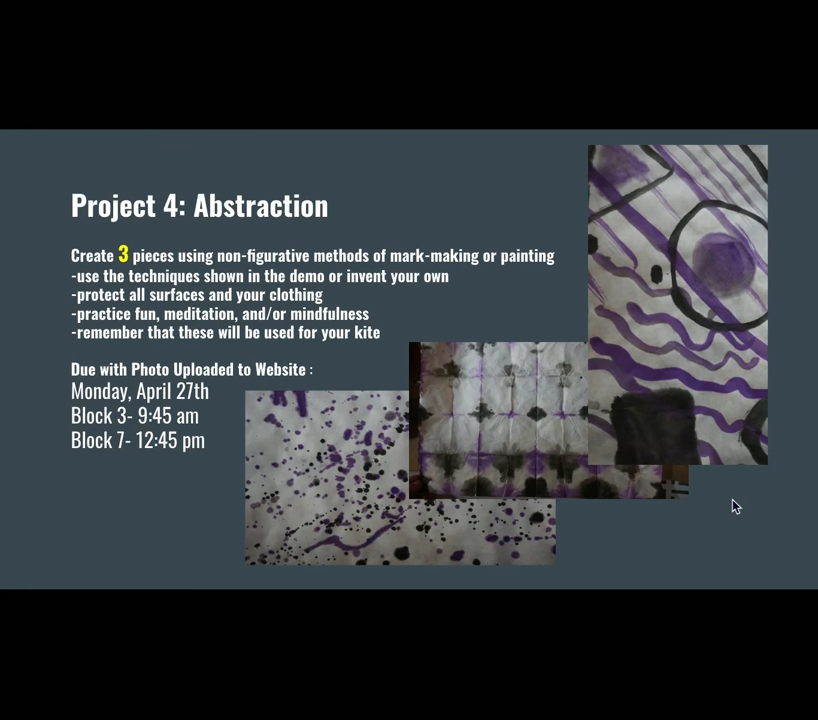 Project 4: Abstraction
Create 3 pieces using non-figurative methods of mark-making or painting
-use the techniques shown in the demo or invent your own
-protect all surfaces and your clothing
-practice fun, meditation, and/or mindfulness
-remember that these will be used for your kite
Due with Photo Uploaded to Website :
Monday, April 27th
Block 3- 9:45 am
Block 7- 12:45 pm